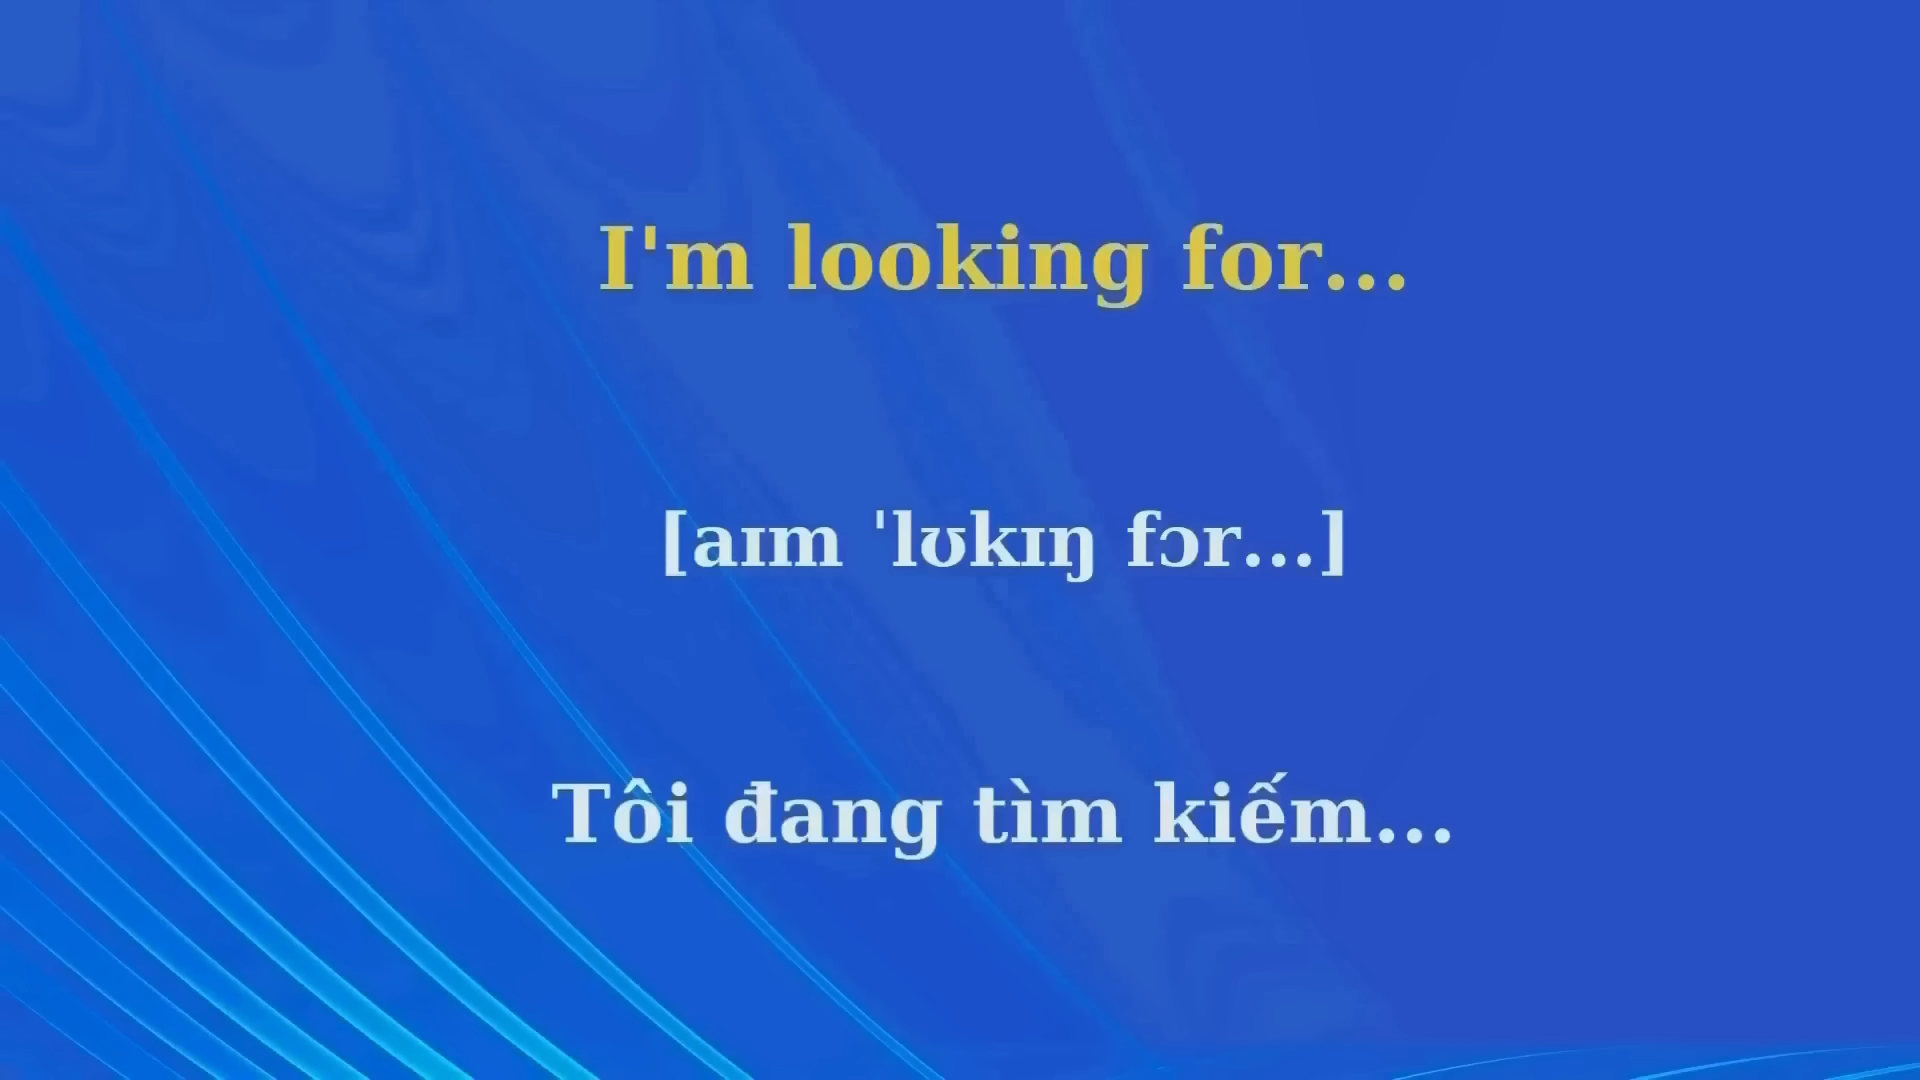 I'm looking for...
[aɪm ˈlʊkɪŋ fɔr...]
Tôi đang tìm kiếm...